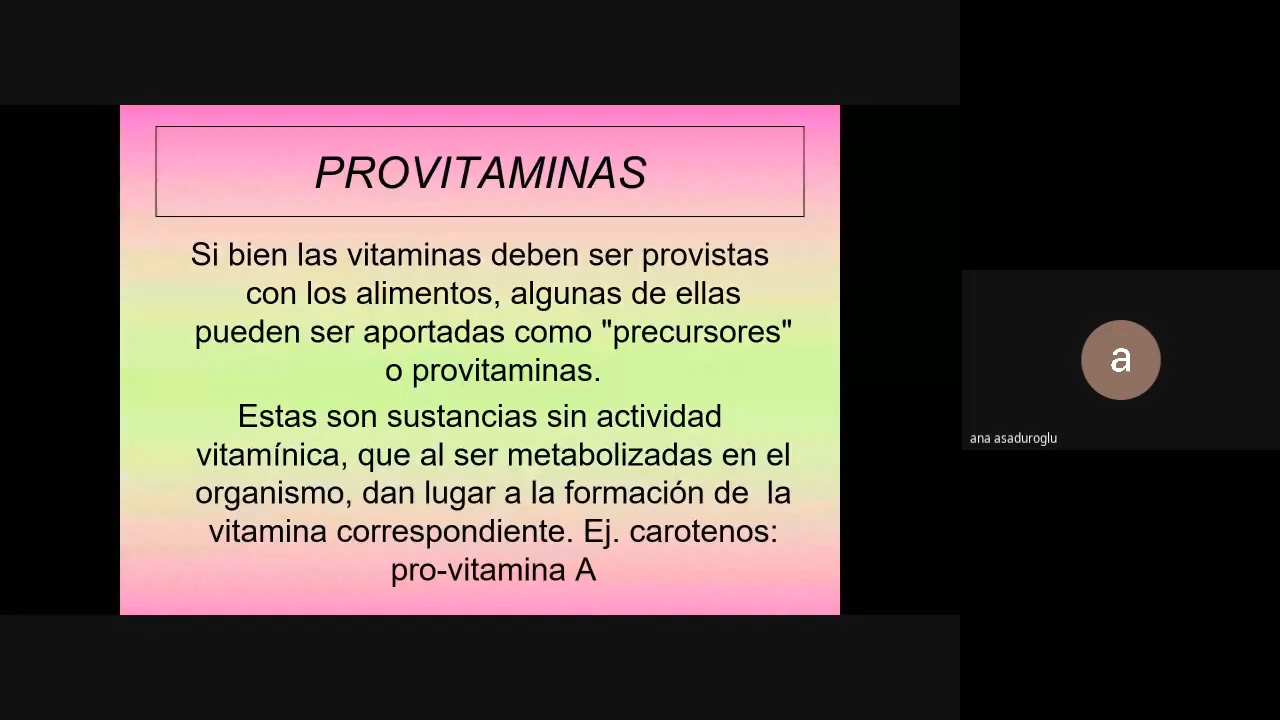 PROVITAMINAS
Si bien las vitaminas deben ser provistas
con los alimentos, algunas de ellas
pueden ser aportadas como "precursores"
o provitaminas.
Estas son sustancias sin actividad
vitamínica, que al ser metabolizadas en el
organismo, dan lugar a la formación de  la
vitamina correspondiente. Ej. carotenos:
pro-vitamina A
a
ana asaduroglu